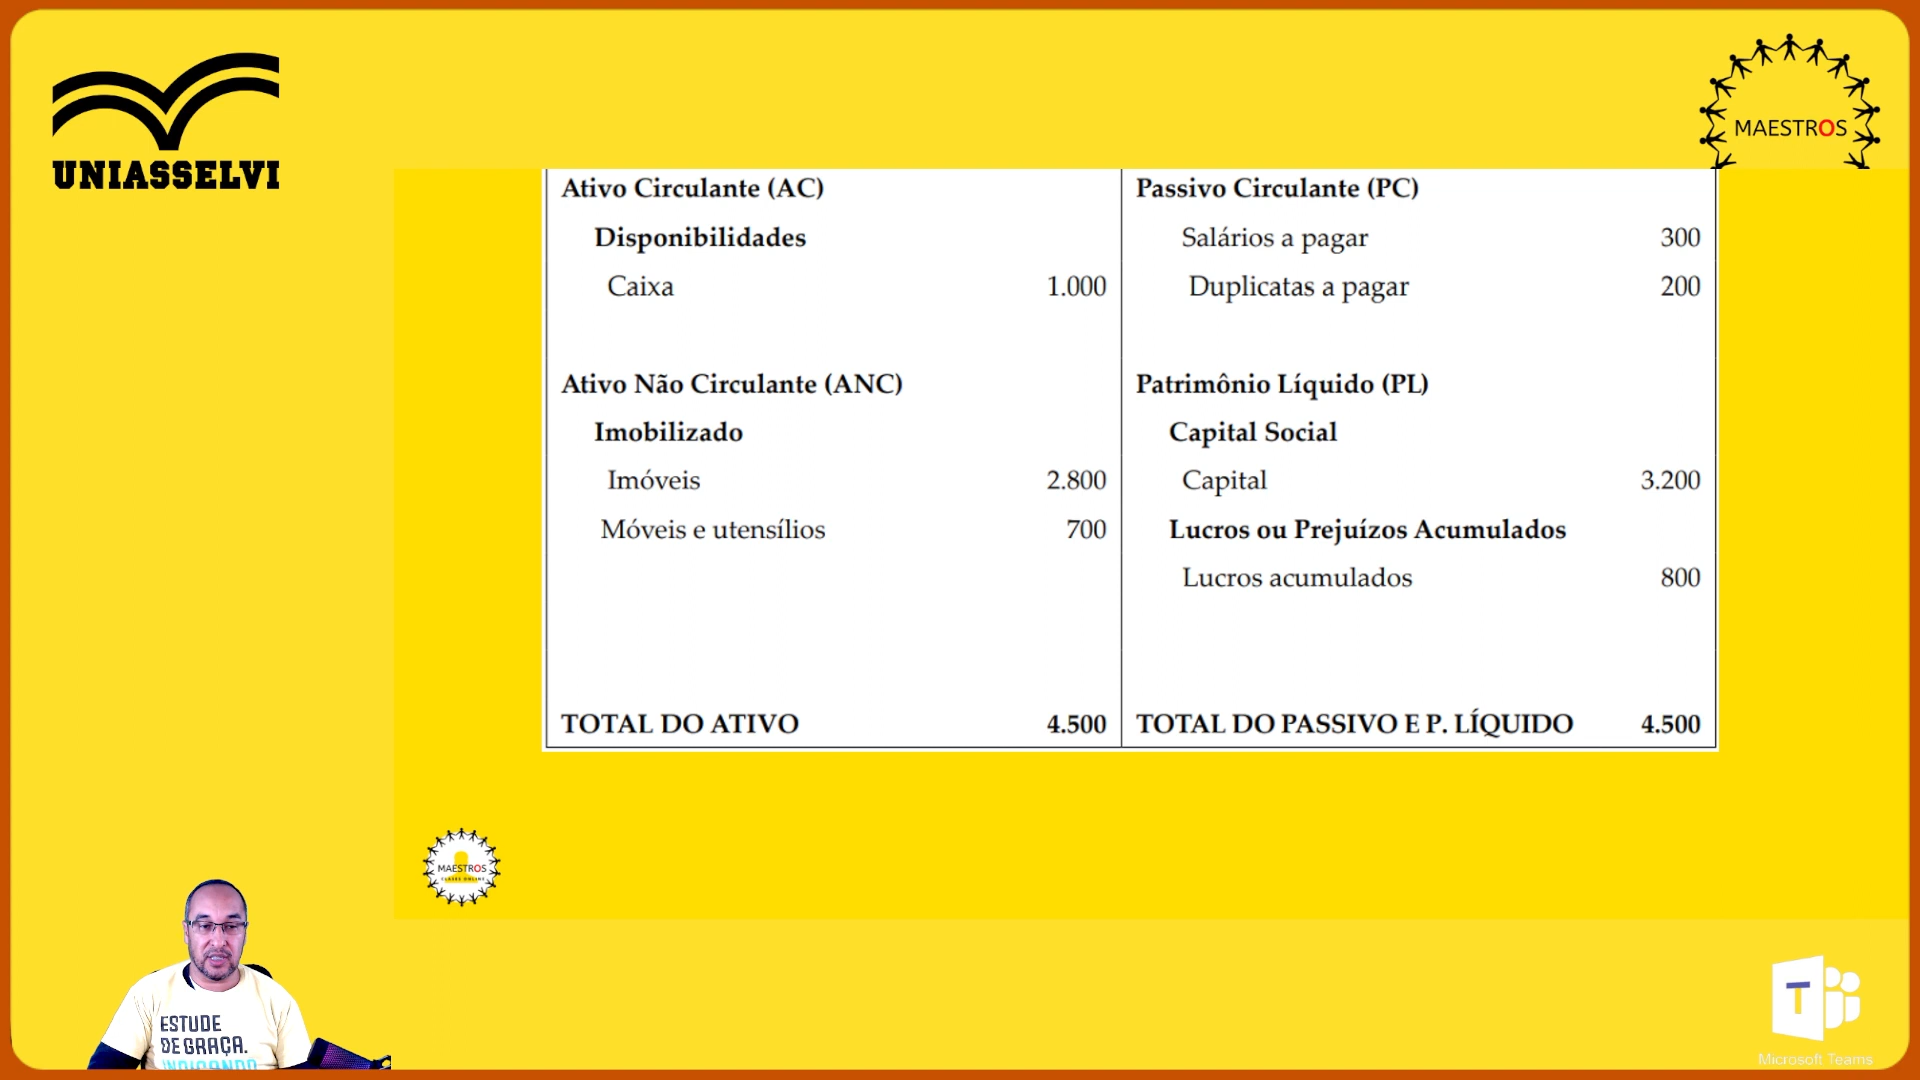 UNIASSELVI
MAESTROS
Ativo Circulante (AC)
Disponibilidades
Caixa 1.000
Ativo Não Circulante (ANC)
Imobilizado
Imóveis 2.800
Móveis e utensílios 700
TOTAL DO ATIVO 4.500
Passivo Circulante (PC)
Salários a pagar 300
Duplicatas a pagar 200
Patrimônio Líquido (PL)
Capital Social
Capital 3.200
Lucros ou Prejuízos Acumulados
Lucros acumulados 800
TOTAL DO PASSIVO E P. LÍQUIDO 4.500
MAESTROS
ESTUDE
DE GRAÇA.
INDICANDO
T
Microsoft Teams